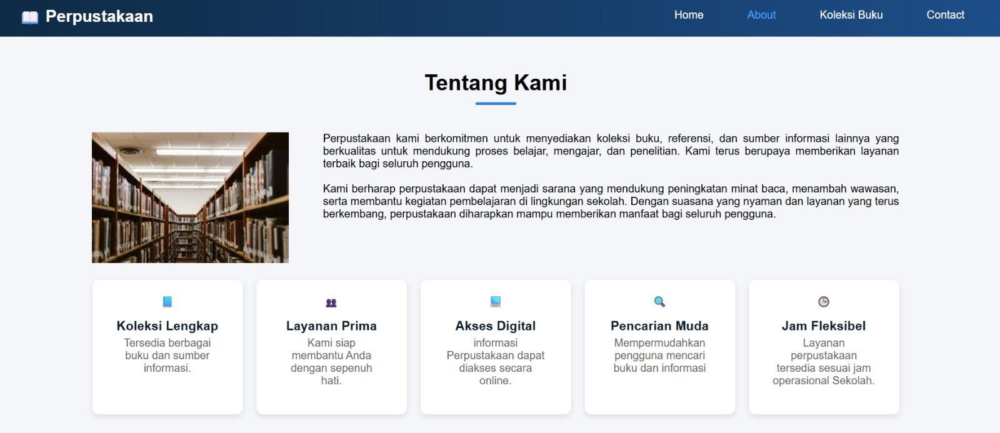 Perpustakaan
Home
About
Koleksi Buku
Contact
Tentang Kami
Perpustakaan kami berkomitmen untuk menyediakan koleksi buku, referensi, dan sumber informasi lainnya yang
berkualitas untuk mendukung proses belajar, mengajar, dan penelitian. Kami terus berupaya memberikan layanan
terbaik bagi seluruh pengguna.
Kami berharap perpustakaan dapat menjadi sarana yang mendukung peningkatan minat baca, menambah wawasan,
serta membantu kegiatan pembelajaran di lingkungan sekolah. Dengan suasana yang nyaman dan layanan yang terus
berkembang, perpustakaan diharapkan mampu memberikan manfaat bagi seluruh pengguna.
Koleksi Lengkap
Tersedia berbagai
buku dan sumber
informasi.
Layanan Prima
Kami siap
membantu Anda
dengan sepenuh
hati.
Akses Digital
informasi
Perpustakaan dapat
diakses secara
online.
Pencarian Muda
Mempermudahkan
pengguna mencari
buku dan informasi
Jam Fleksibel
Layanan
perpustakaan
tersedia sesuai jam
operasional Sekolah.